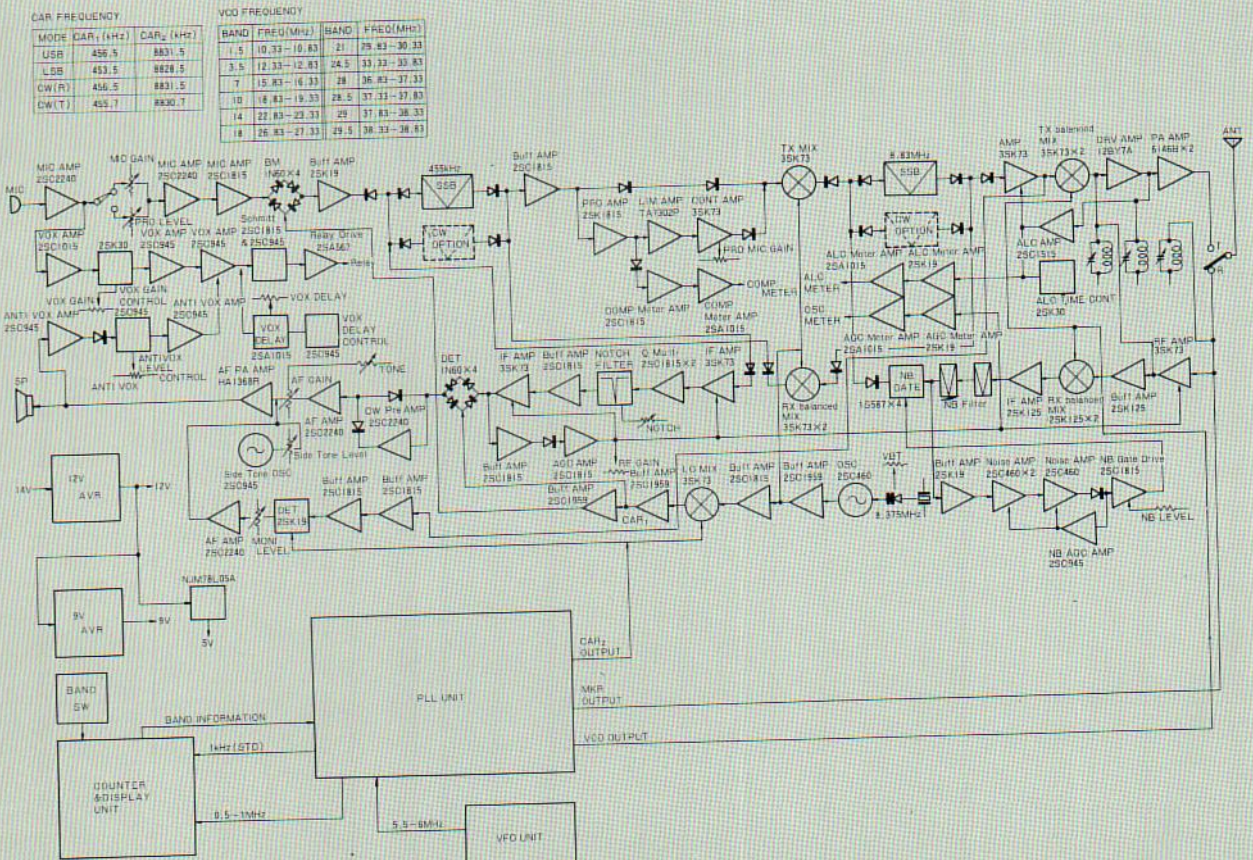 CAR FREQUENCY
MODE CAR₁ (kHz) CAR₂ (kHz)
USB 456.5 8831.5
LSB 453.5 8828.5
CW(R) 456.5 8831.5
CW(T) 455.7 8830.7
VCO FREQUENCY
BAND FREQ(MHz) BAND FREQ(MHz)
1.5 10.33-10.83 21 29.83-30.33
3.5 12.33-12.83 24.5 33.33-33.83
7 15.83-16.33 28 36.83-37.33
10 18.83-19.33 28.5 37.33-37.83
14 22.83-23.33 29 37.83-38.33
18 26.83-27.33 29.5 38.33-38.83
MIC
MIC AMP
2SC2240
MIC GAIN
PRO LEVEL
MIC AMP
2SC2240
MIC AMP
2SC1815
BM
IN60×4
Buff AMP
2SK19
455kHz
SSB
CW
OPTION
Buff AMP
2SC1815
TX MIX
3SK73
8.83MHz
SSB
CW
OPTION
AMP
3SK73
TX balanced
MIX
3SK73×2
DRV AMP
12BY7A
PA AMP
6146B×2
ANT
T
R
VOX AMP
2SC1015
2SK30
VOX GAIN
VOX GAIN
CONTROL
2SC945
VOX AMP
2SC945
VOX AMP
2SC945
Schmitt
2SC1815
& 2SC945
Relay Drive
2SA562
Relay
PRO AMP
2SK1815
LIM AMP
TA7302P
CONT AMP
3SK73
PRO MIC GAIN
COMP Meter AMP
2SC1815
COMP
Meter AMP
2SA1015
COMP
METER
ALC Meter AMP
2SA1015
ALC Meter AMP
2SK19
ALC
METER
OSC
METER
AGC Meter AMP
2SA1015
AGC Meter AMP
2SK19
ALC AMP
2SC1515
ALC TIME CONT
2SK30
ANTI VOX AMP
2SC945
ANTIVOX
LEVEL
CONTROL
ANTI VOX
ANTI VOX AMP
2SC945
VOX DELAY
VOX
DELAY
2SA1015
2SC945
VOX
DELAY
CONTROL
SP
AF PA AMP
HA1368R
AF GAIN
TONE
AF AMP
2SC2240
CW Pre AMP
2SC2240
Side Tone Level
Side Tone OSC
2SC945
DET
IN60×4
IF AMP
3SK73
Buff AMP
2SC1815
NOTCH
FILTER
NOTCH
Q Multi
2SC1815×2
IF AMP
3SK73
RX balanced
MIX
3SK73×2
NB
GATE
1S567×4
NB Filter
IF AMP
2SK125
RX balanced
MIX
2SK125×2
Buff AMP
2SK125
RF AMP
3SK73
Buff AMP
2SC1815
AGC AMP
2SC1815
RF GAIN
Buff AMP
2SC1959
Buff AMP
2SC1959
CAR₁
LO MIX
3SK73
Buff AMP
2SC1815
Buff AMP
2SC1959
OSC
2SC460
VBT
8.375MHz
Buff AMP
2SK19
Noise AMP
2SC460×2
Noise AMP
2SC460
NB Gate Drive
2SC1815
NB LEVEL
NB AGC AMP
2SC945
AF AMP
2SC2240
MONI
LEVEL
DET
2SK19
Buff AMP
2SC1815
Buff AMP
2SC1815
14V
12V
AVR
12V
9V
AVR
9V
NJM78L05A
5V
BAND
SW
BAND INFORMATION
1kHz(STD)
0.5-1MHz
COUNTER
&DISPLAY
UNIT
PLL UNIT
5.5-6MHz
VFO UNIT
CAR₂
OUTPUT
MKR
OUTPUT
VCO OUTPUT